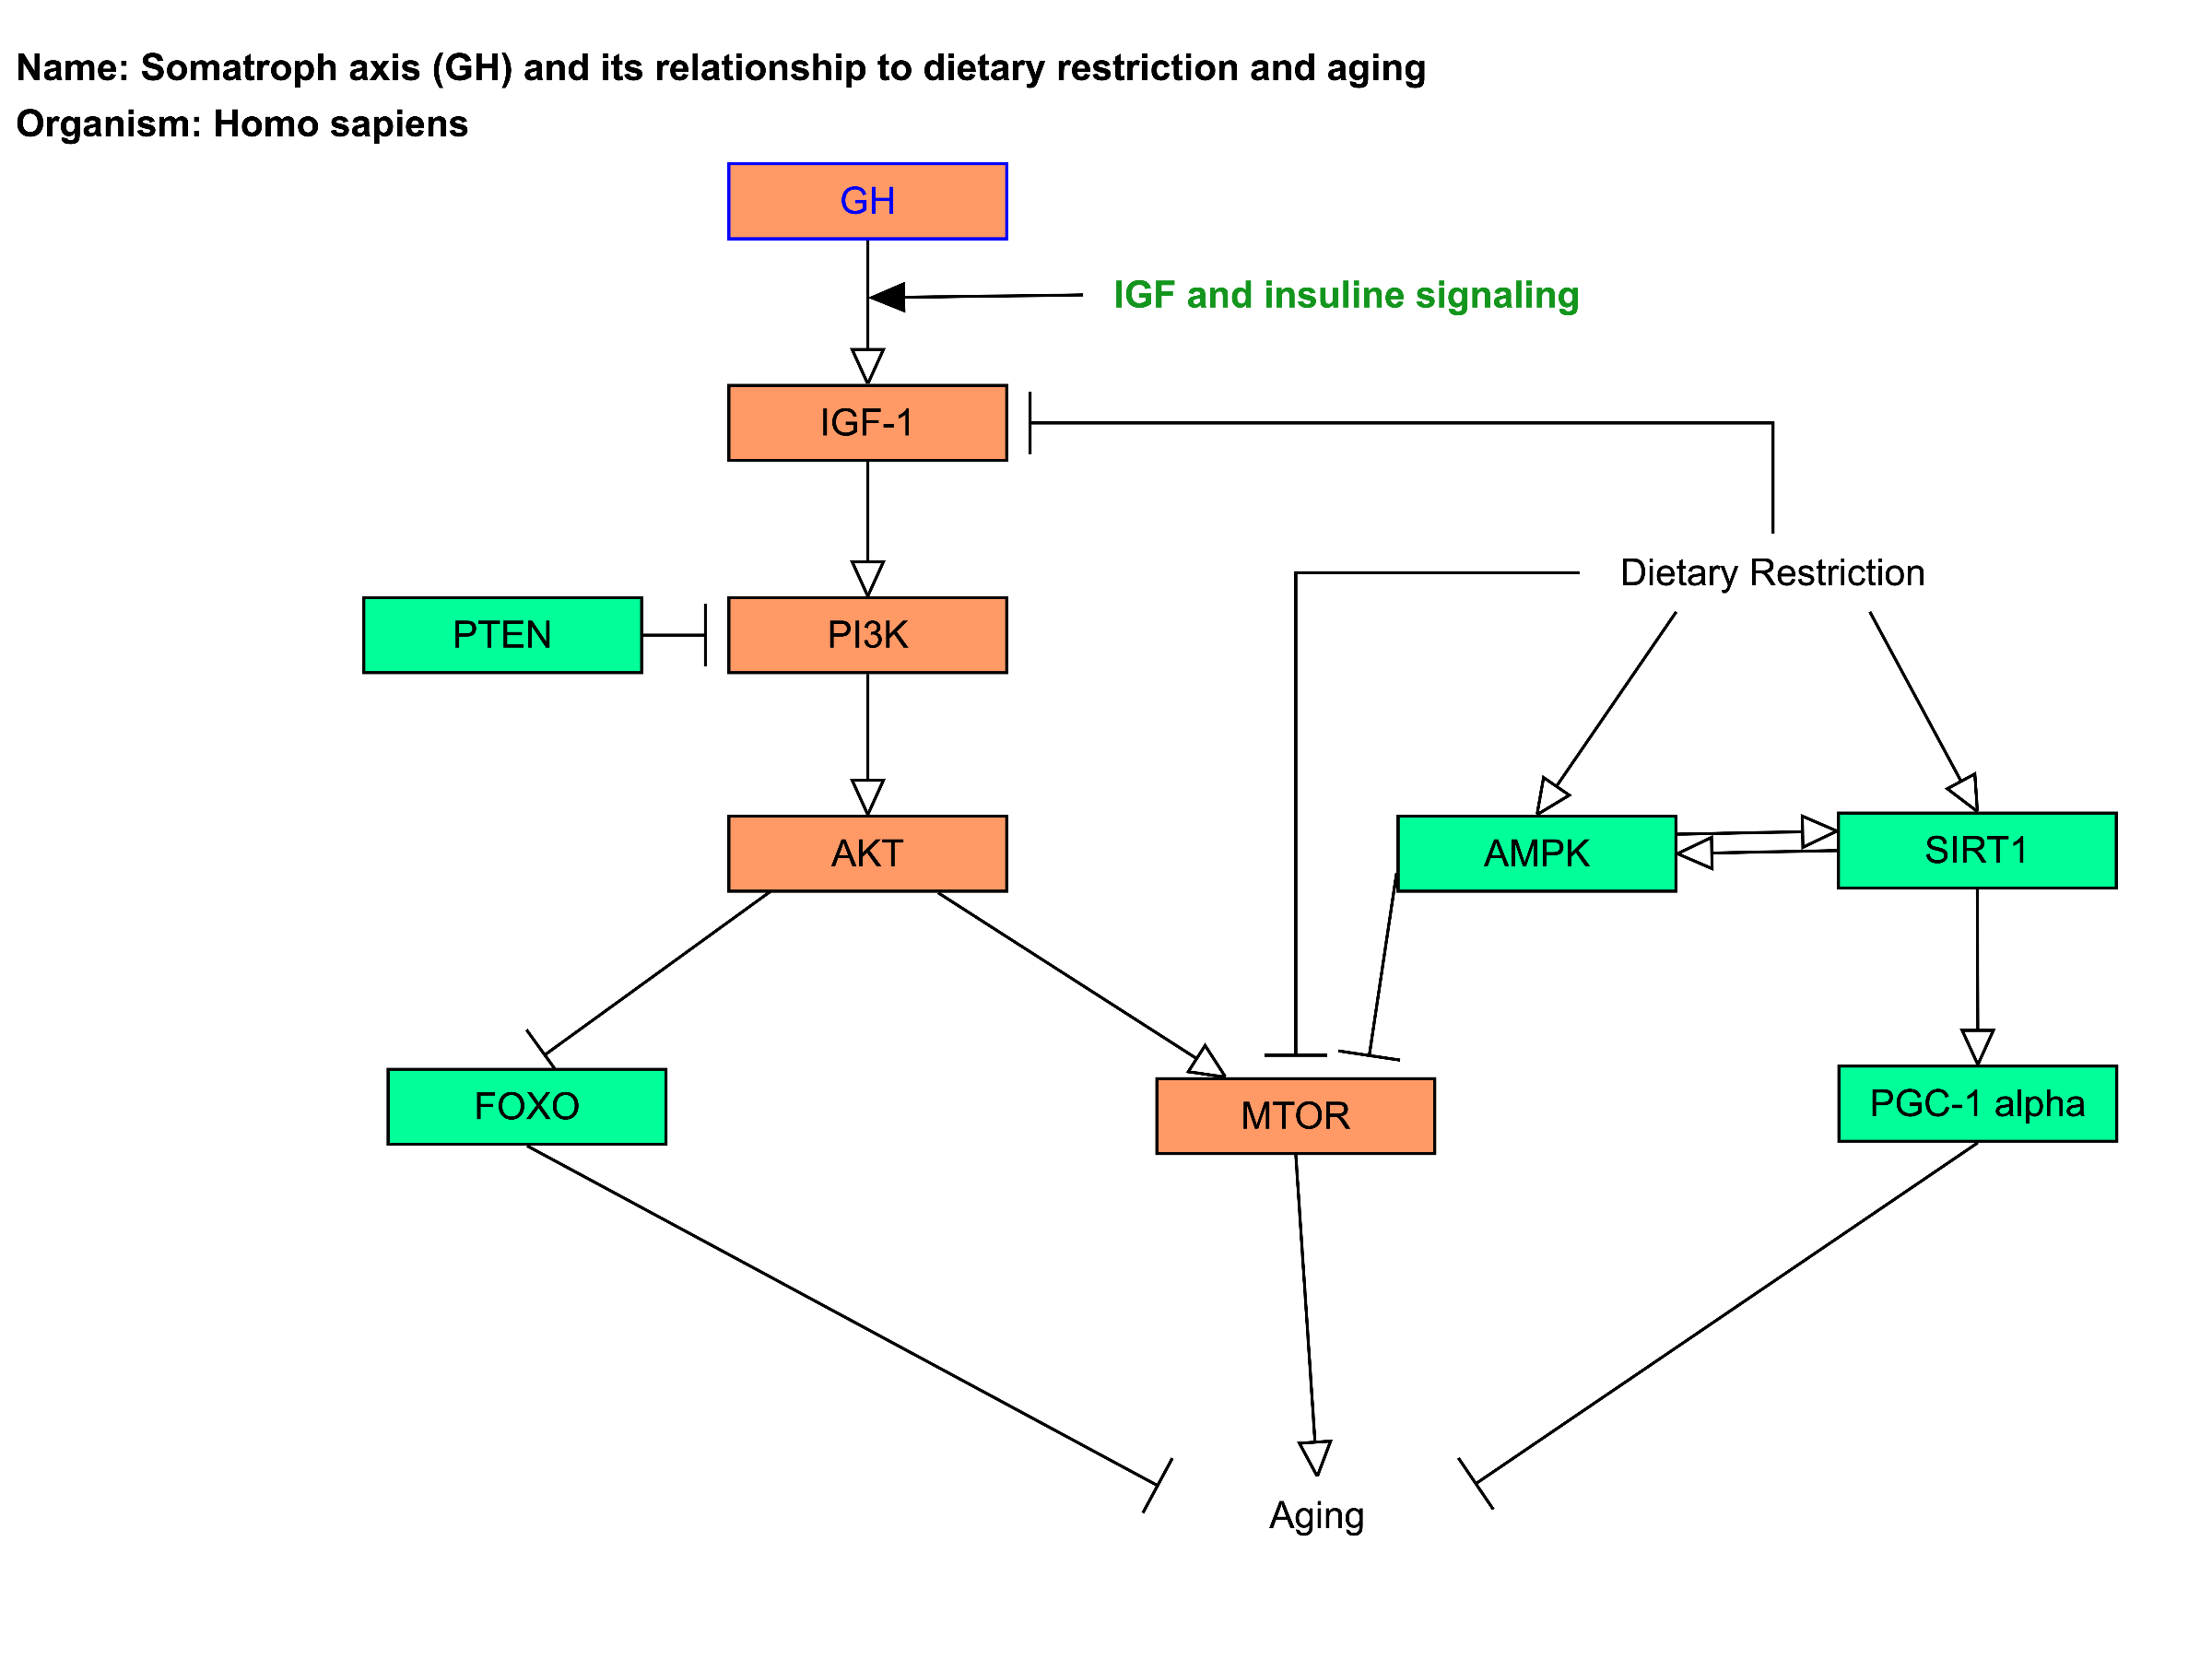 Name: Somatroph axis (GH) and its relationship to dietary restriction and aging
Organism: Homo sapiens
GH
IGF and insuline signaling
IGF-1
Dietary Restriction
PTEN
PI3K
AKT
AMPK
SIRT1
FOXO
MTOR
PGC-1 alpha
Aging